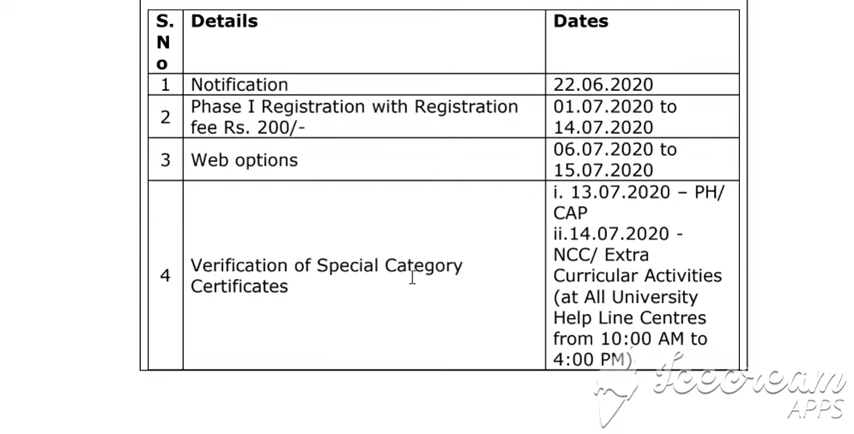 S.
N
o
Details
Dates
1
Notification
22.06.2020
2
Phase I Registration with Registration
fee Rs. 200/-
01.07.2020 to
14.07.2020
3
Web options
06.07.2020 to
15.07.2020
4
Verification of Special Category
Certificates
i. 13.07.2020 – PH/
CAP
ii.14.07.2020 -
NCC/ Extra
Curricular Activities
(at All University
Help Line Centres
from 10:00 AM to
4:00 PM)
Icecream
APPS